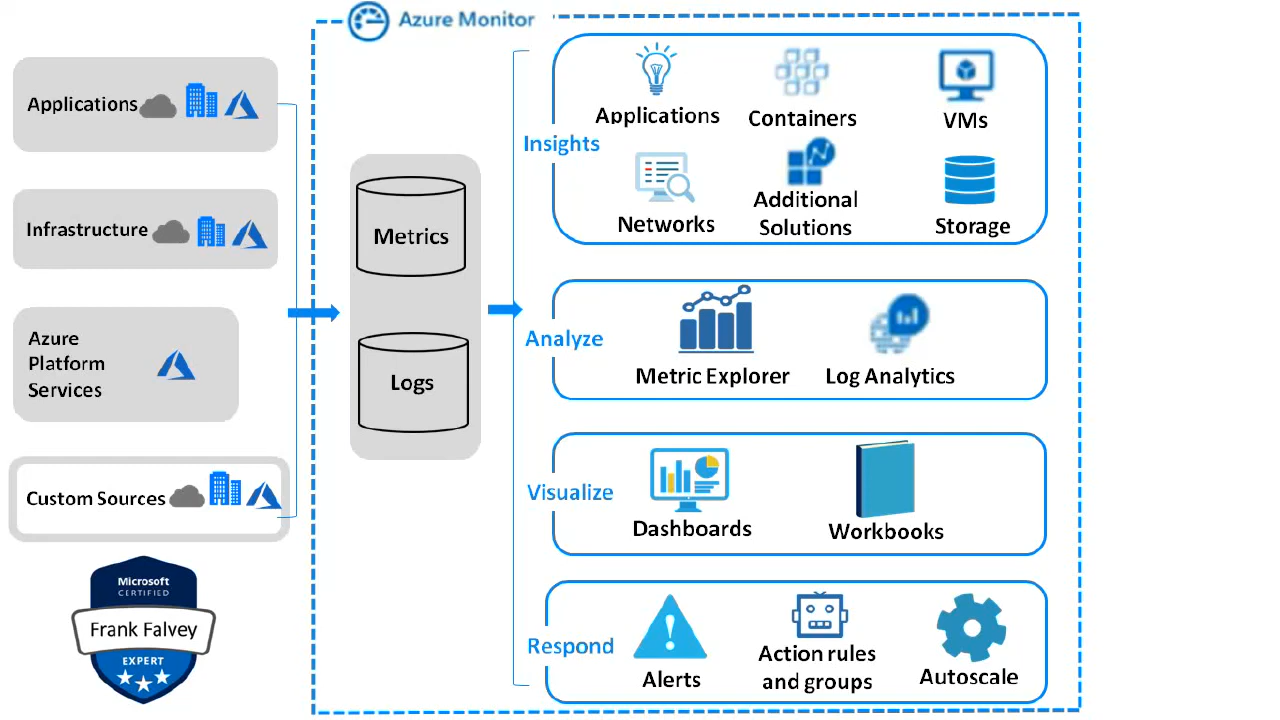 Azure Monitor
Applications
Infrastructure
Azure
Platform
Services
Custom Sources
Microsoft
CERTIFIED
Frank Falvey
EXPERT
Metrics
Logs
Insights
Applications
Containers
VMs
Networks
Additional
Solutions
Storage
Analyze
Metric Explorer
Log Analytics
Visualize
Dashboards
Workbooks
Respond
Alerts
Action rules
and groups
Autoscale